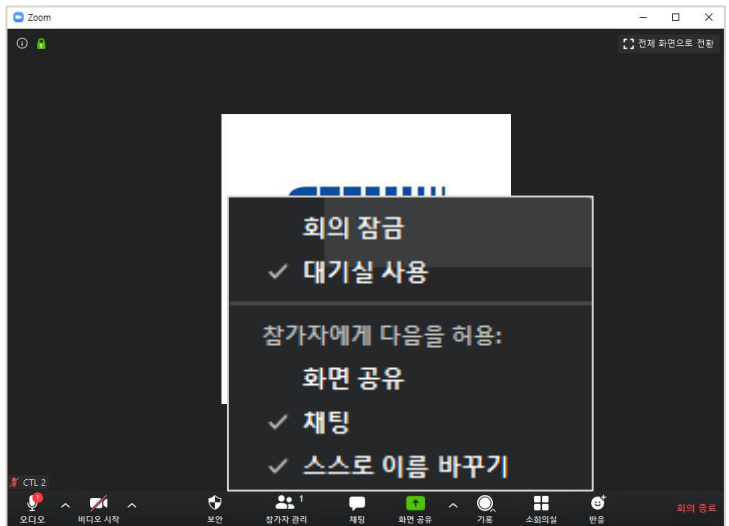 Zoom
전체 화면으로 전환
회의 잠금
대기실 사용
참가자에게 다음을 허용:
화면 공유
채팅
스스로 이름 바꾸기
CTL 2
오디오
비디오 시작
보안
참가자 관리
1
채팅
화면 공유
기록
소회의실
반응
회의 종료